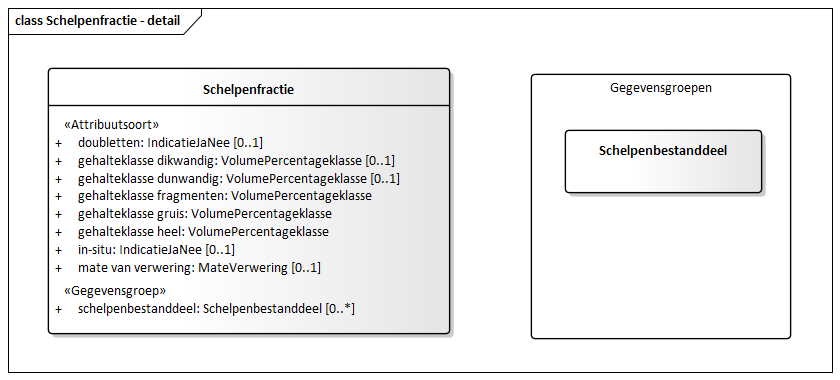 class Schelpenfractie - detail
Schelpenfractie
«Attribuutsoort»
+ doubletten: IndicatieJaNee [0..1]
+ gehalteklasse dikwandig: VolumePercentageklasse [0..1]
+ gehalteklasse dunwandig: VolumePercentageklasse [0..1]
+ gehalteklasse fragmenten: VolumePercentageklasse
+ gehalteklasse gruis: VolumePercentageklasse
+ gehalteklasse heel: VolumePercentageklasse
+ in-situ: IndicatieJaNee [0..1]
+ mate van verwering: MateVerwering [0..1]
«Gegevensgroep»
+ schelpenbestanddeel: Schelpenbestanddeel [0..*]
Gegevensgroepen
Schelpenbestanddeel